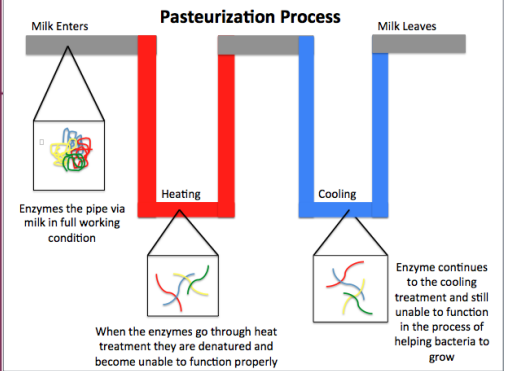 Pasteurization Process
Milk Enters
Milk Leaves
Heating
Cooling
Enzymes the pipe via
milk in full working
condition
When the enzymes go through heat
treatment they are denatured and
become unable to function properly
Enzyme continues
to the cooling
treatment and still
unable to function
in the process of
helping bacteria to
grow